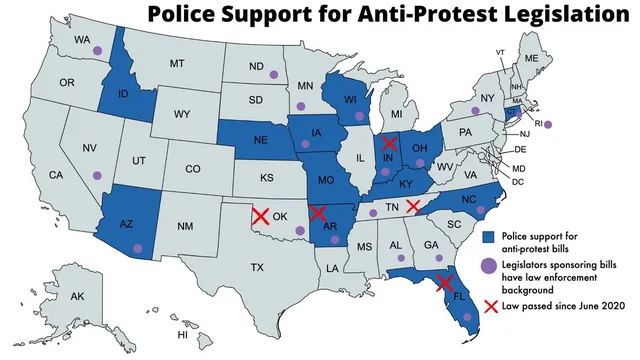 Police Support for Anti-Protest Legislation
WA
MT
ND
MN
VT
ME
OR
ID
SD
WI
MI
NY
NH
MA
CT
RI
WY
NE
IA
PA
NJ
NV
UT
CO
IL
IN
OH
DE
CA
KS
MO
KY
WV
VA
MD
DC
AZ
NM
OK
AR
TN
NC
SC
TX
LA
MS
AL
GA
FL
AK
HI
Police support for
anti-protest bills
Legislators sponsoring bills
have law enforcement
background
Law passed since June 2020